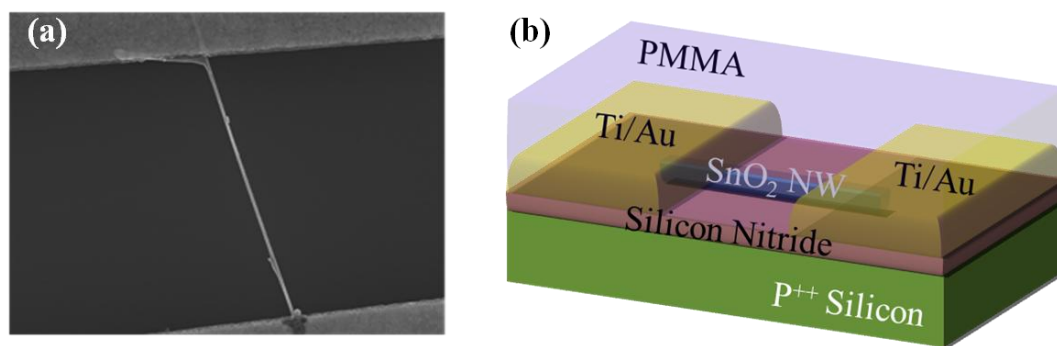 (a)
(b)
PMMA
Ti/Au
SnO₂ NW
Ti/Au
Silicon Nitride
P⁺⁺ Silicon